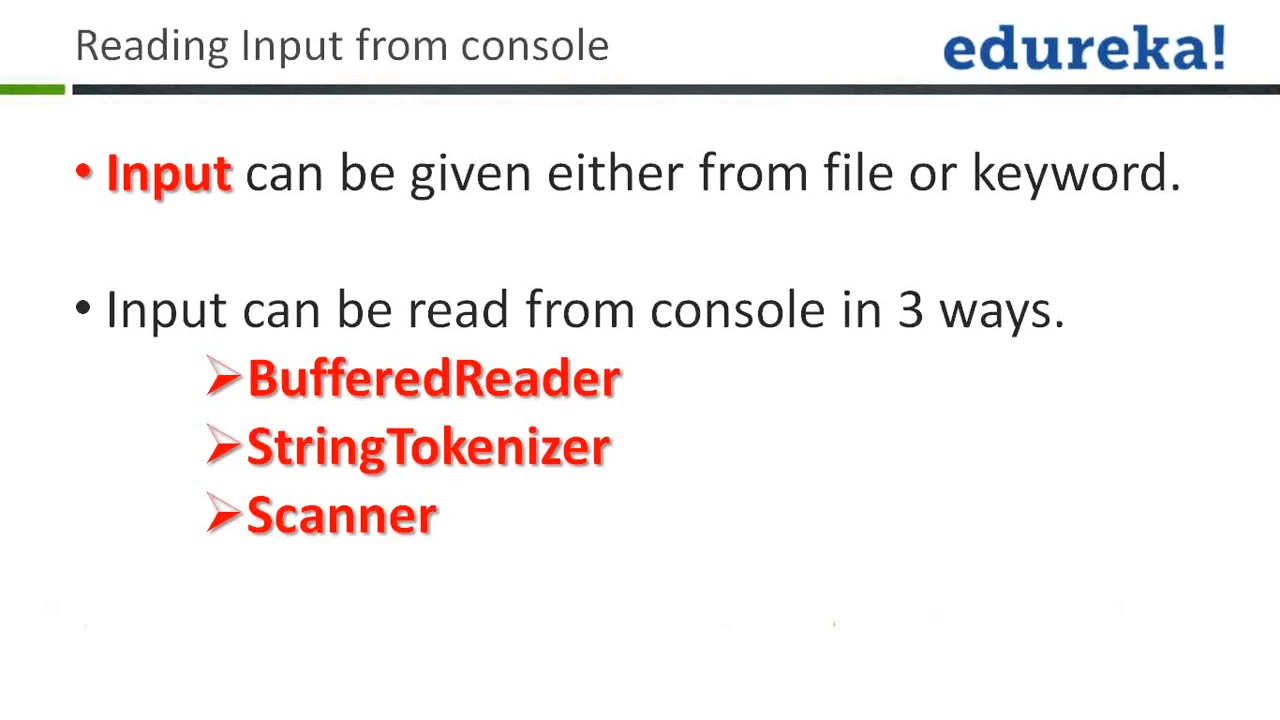 Reading Input from console
edureka!
• Input can be given either from file or keyword.
• Input can be read from console in 3 ways.
➢BufferedReader
➢StringTokenizer
➢Scanner